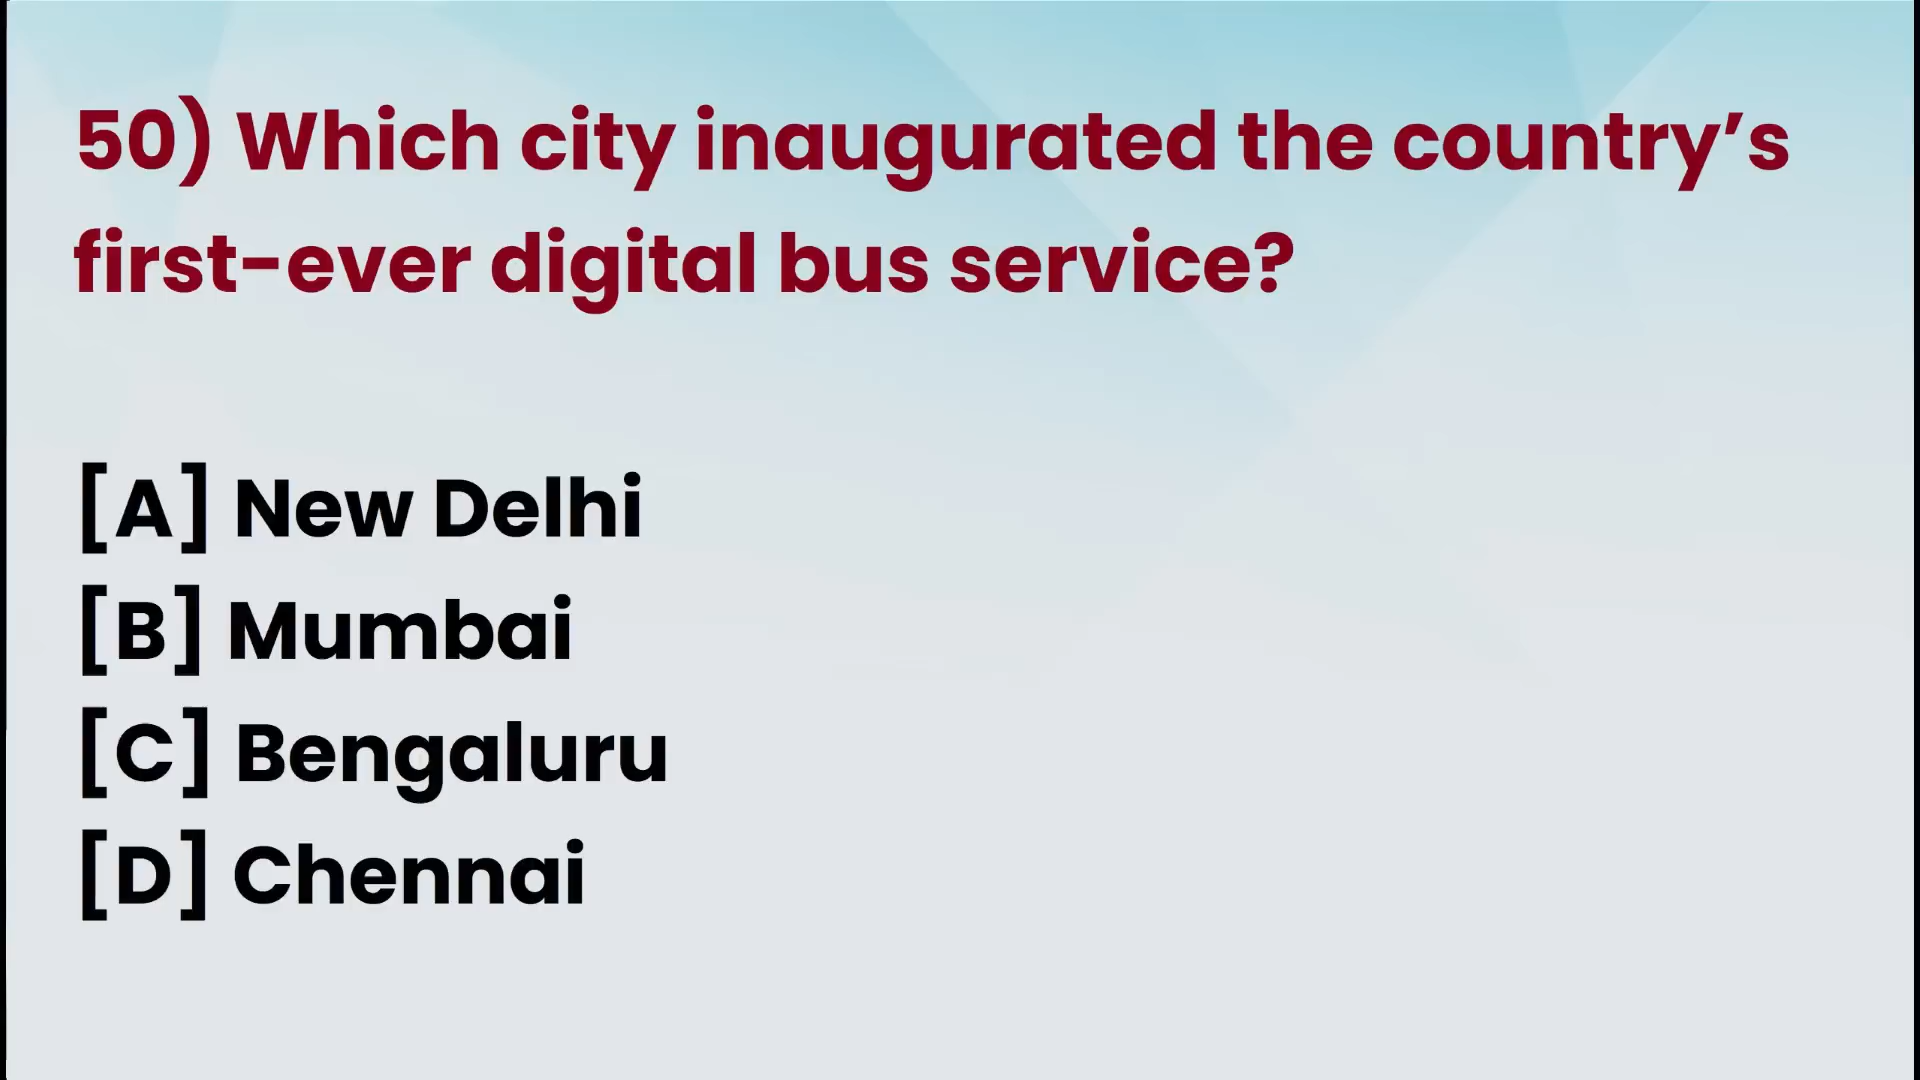 50) Which city inaugurated the country’s
first-ever digital bus service?
[A] New Delhi
[B] Mumbai
[C] Bengaluru
[D] Chennai